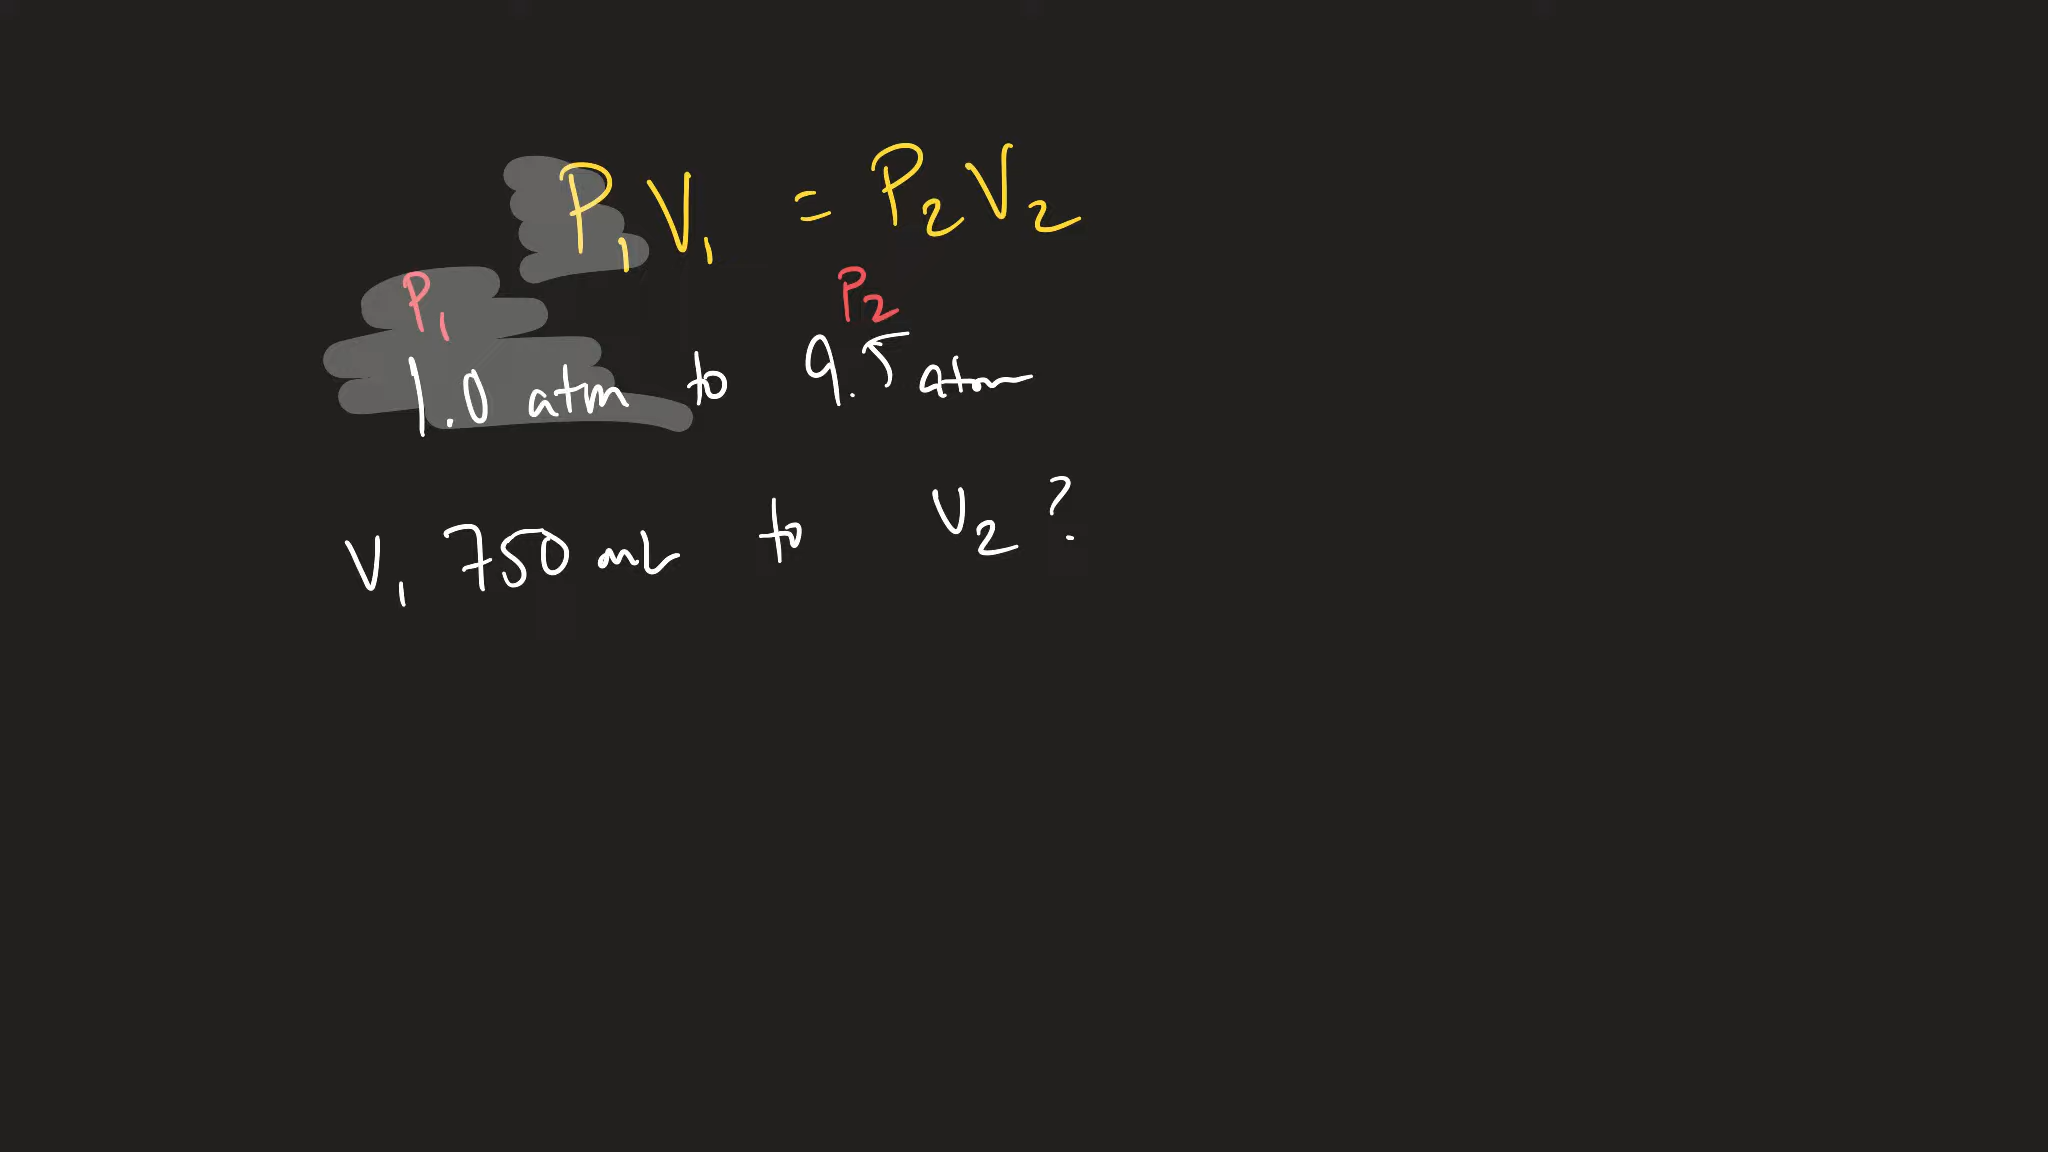 P₁V₁ = P₂V₂
P₁ P₂
1.0 atm to 9.5 atm
V₁ 750 mL to V₂ ?